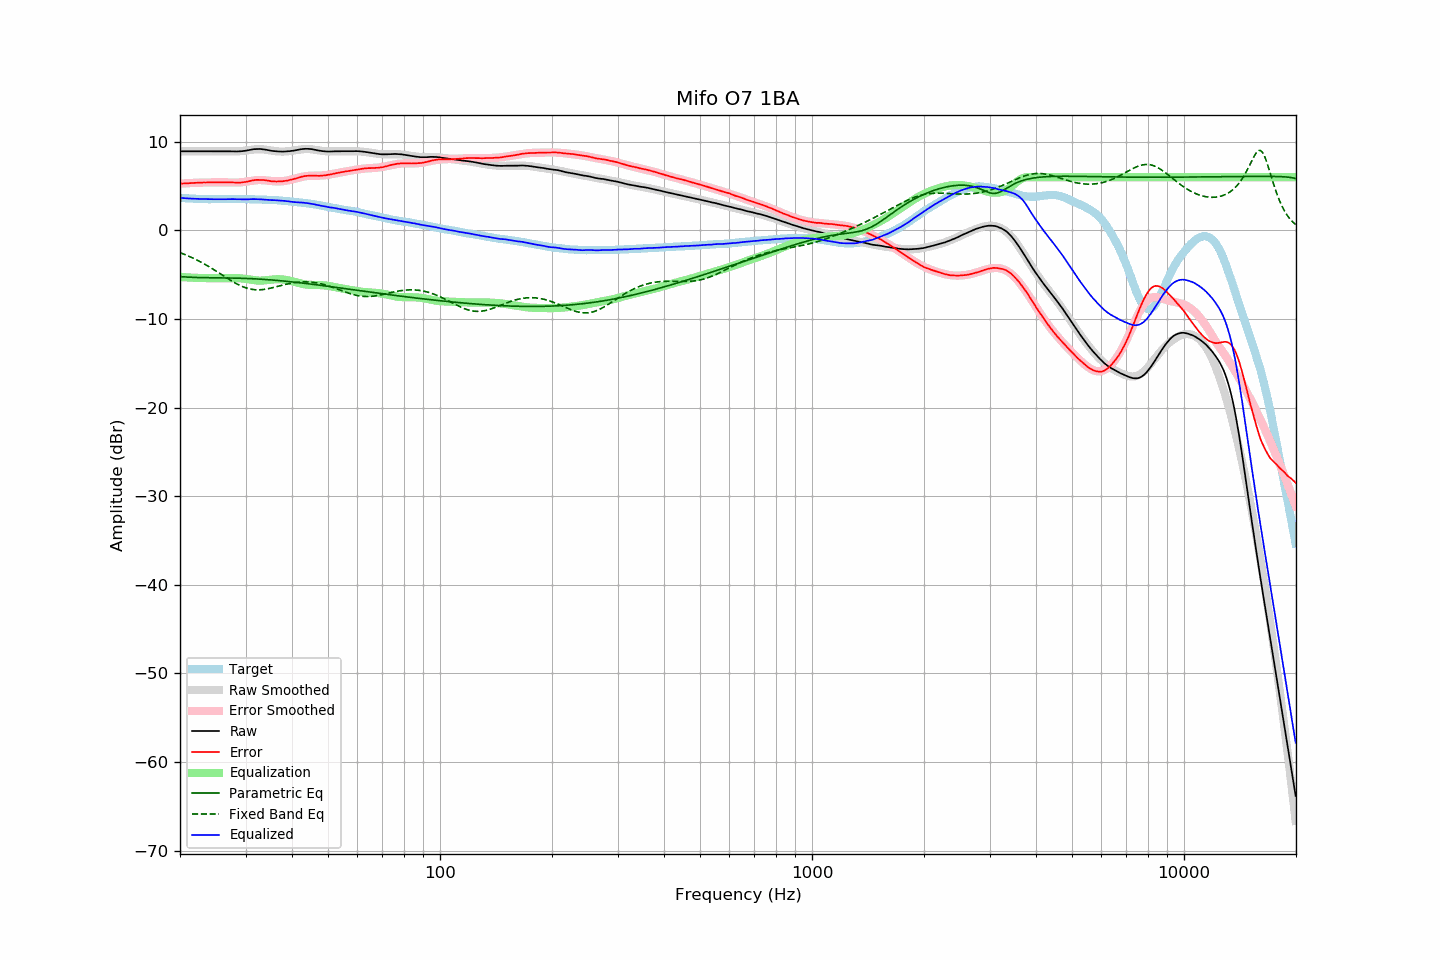 Mifo O7 1BA
10
0
−10
−20
−30
−40
−50
−60
−70
Amplitude (dBr)
Target
Raw Smoothed
Error Smoothed
Raw
Error
Equalization
Parametric Eq
Fixed Band Eq
Equalized
100
1000
10000
Frequency (Hz)